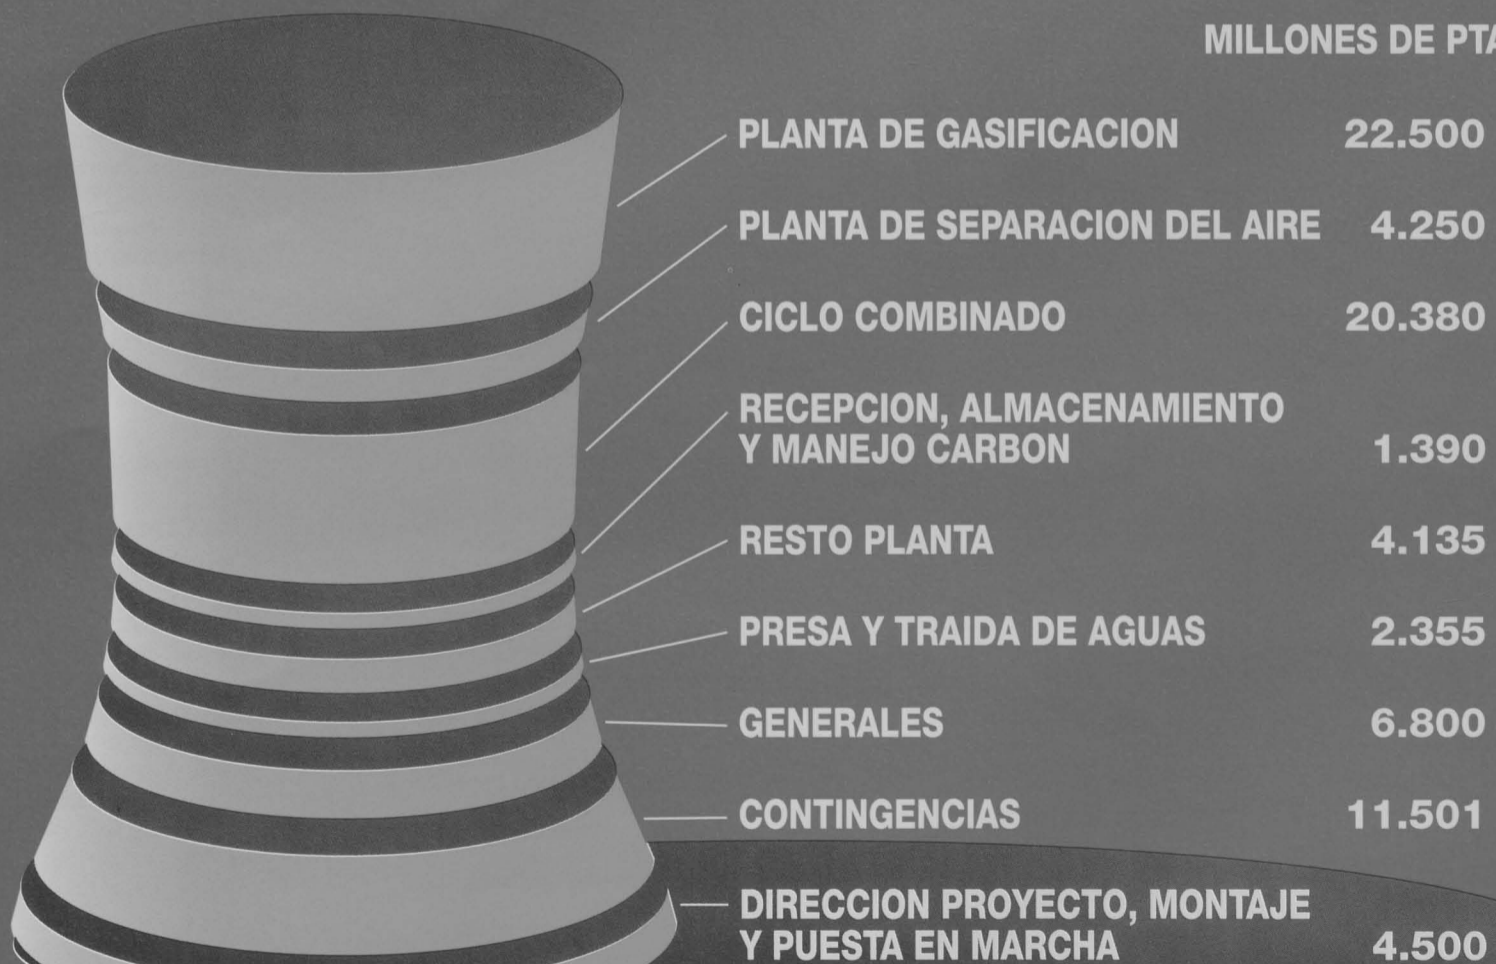 MILLONES DE PTA
PLANTA DE GASIFICACION 22.500
PLANTA DE SEPARACION DEL AIRE 4.250
CICLO COMBINADO 20.380
RECEPCION, ALMACENAMIENTO
Y MANEJO CARBON 1.390
RESTO PLANTA 4.135
PRESA Y TRAIDA DE AGUAS 2.355
GENERALES 6.800
CONTINGENCIAS 11.501
DIRECCION PROYECTO, MONTAJE
Y PUESTA EN MARCHA 4.500